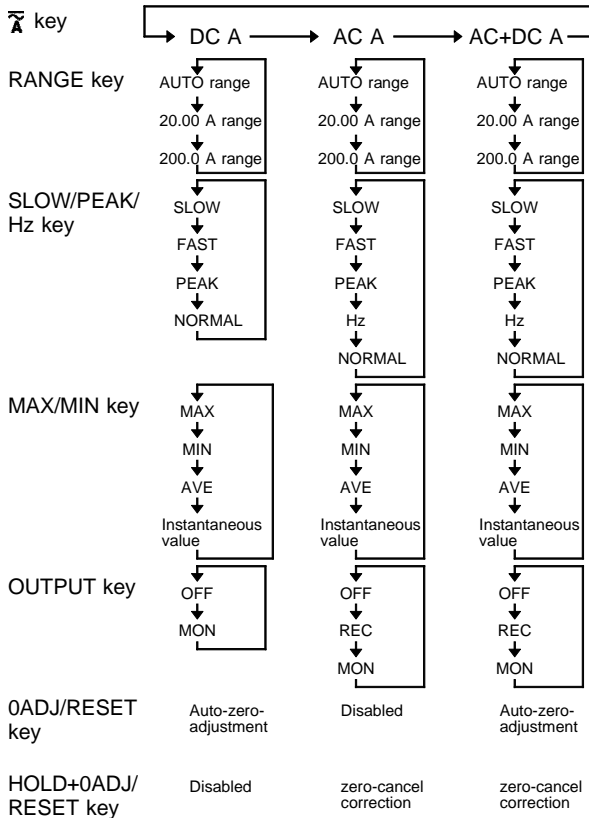 A key DC A AC A AC+DC A
RANGE key AUTO range AUTO range AUTO range
20.00 A range 20.00 A range 20.00 A range
200.0 A range 200.0 A range 200.0 A range
SLOW/PEAK/ SLOW SLOW SLOW
Hz key FAST FAST FAST
PEAK PEAK PEAK
NORMAL Hz Hz
NORMAL NORMAL
MAX/MIN key MAX MAX MAX
MIN MIN MIN
AVE AVE AVE
Instantaneous Instantaneous Instantaneous
value value value
OUTPUT key OFF OFF OFF
MON REC REC
MON MON
0ADJ/RESET Auto-zero- Disabled Auto-zero-
key adjustment adjustment
HOLD+0ADJ/ Disabled zero-cancel zero-cancel
RESET key correction correction